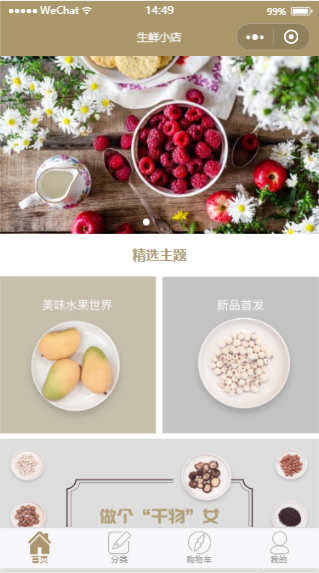 WeChat 14:49 99%
生鲜小店
精选主题
美味水果世界 新品首发
做个“干物”女
首页 分类 购物车 我的